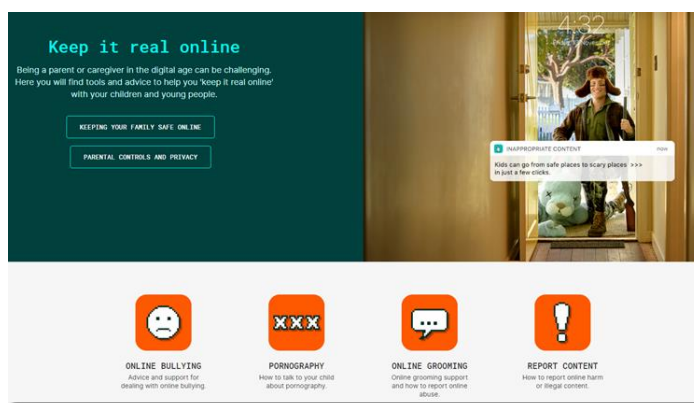 Keep it real online
Being a parent or caregiver in the digital age can be challenging.
Here you will find tools and advice to help you 'keep it real online'
with your children and young people.
KEEPING YOUR FAMILY SAFE ONLINE
PARENTAL CONTROLS AND PRIVACY
4:32
INAPPROPRIATE CONTENT now
Kids can go from safe places to scary places >>>
in just a few clicks.
XXX
ONLINE BULLYING
Advice and support for
dealing with online bullying.
PORNOGRAPHY
How to talk to your child
about pornography.
ONLINE GROOMING
Online grooming support
and how to report online
abuse.
REPORT CONTENT
How to report online harm
or illegal content.